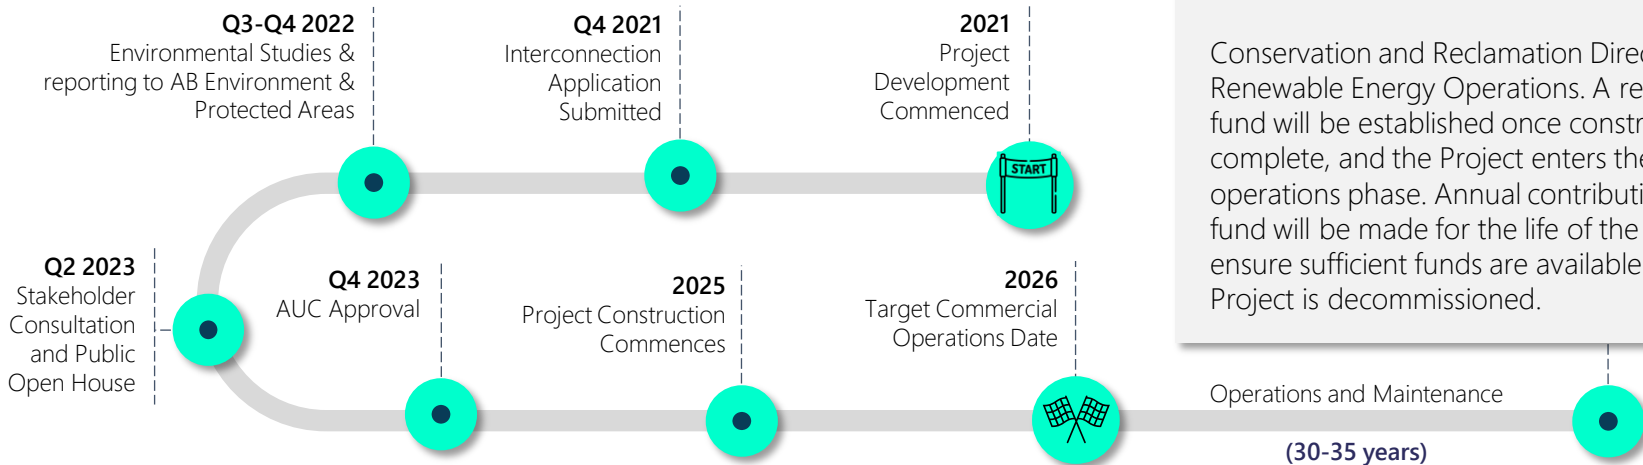 Q3-Q4 2022
Environmental Studies &
reporting to AB Environment &
Protected Areas
Q4 2021
Interconnection
Application
Submitted
2021
Project
Development
Commenced
START
Conservation and Reclamation
Renewable Energy Operations. A
fund will be established once
complete, and the Project enters
operations phase. Annual
fund will be made for the life of the
ensure sufficient funds are available
Project is decommissioned.
Q2 2023
Stakeholder
Consultation
and Public
Open House
Q4 2023
AUC Approval
2025
Project Construction
Commences
2026
Target Commercial
Operations Date
Operations and Maintenance
(30-35 years)